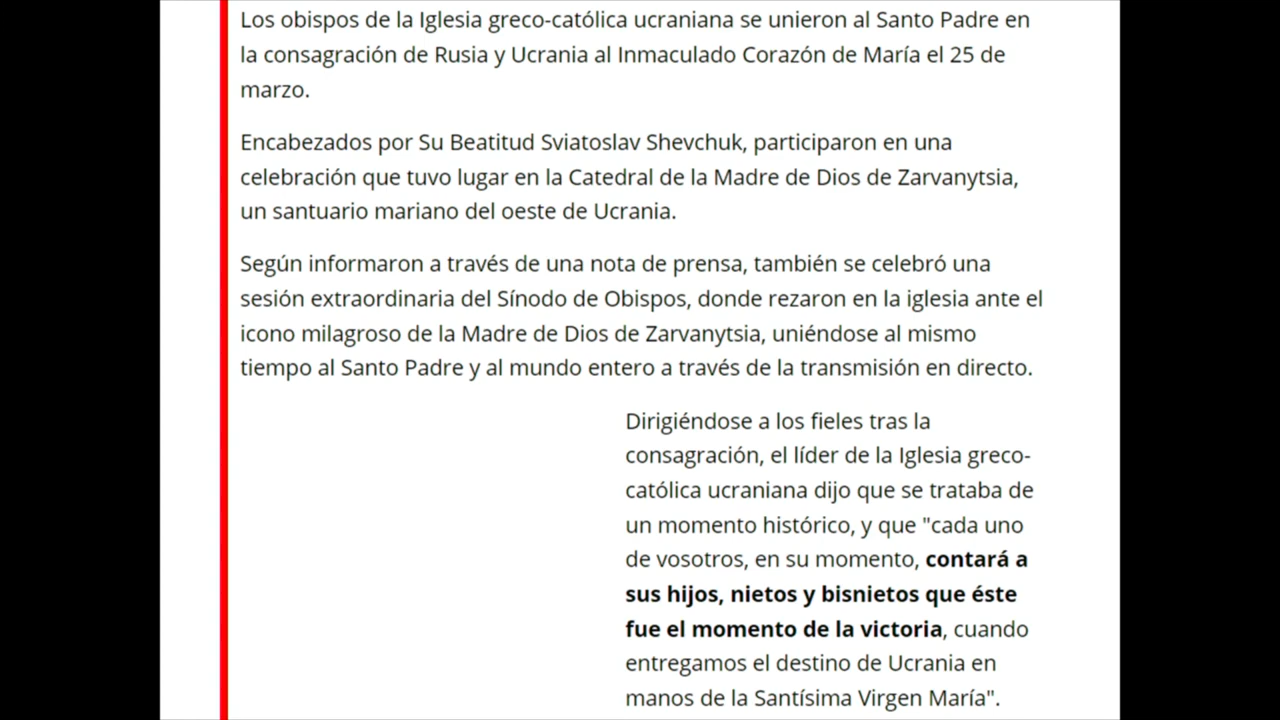 Los obispos de la Iglesia greco-católica ucraniana se unieron al Santo Padre en
la consagración de Rusia y Ucrania al Inmaculado Corazón de María el 25 de
marzo.
Encabezados por Su Beatitud Sviatoslav Shevchuk, participaron en una
celebración que tuvo lugar en la Catedral de la Madre de Dios de Zarvanytsia,
un santuario mariano del oeste de Ucrania.
Según informaron a través de una nota de prensa, también se celebró una
sesión extraordinaria del Sínodo de Obispos, donde rezaron en la iglesia ante el
icono milagroso de la Madre de Dios de Zarvanytsia, uniéndose al mismo
tiempo al Santo Padre y al mundo entero a través de la transmisión en directo.
Dirigiéndose a los fieles tras la
consagración, el líder de la Iglesia greco-
católica ucraniana dijo que se trataba de
un momento histórico, y que "cada uno
de vosotros, en su momento, contará a
sus hijos, nietos y bisnietos que éste
fue el momento de la victoria, cuando
entregamos el destino de Ucrania en
manos de la Santísima Virgen María".